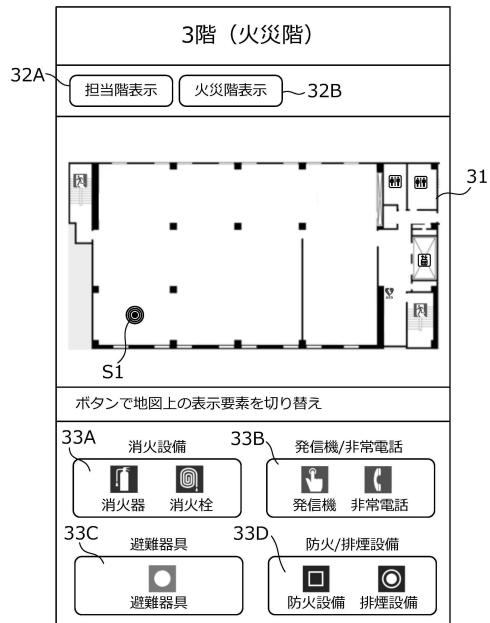 3階（火災階）
32A
担当階表示
火災階表示
32B
31
S1
ボタンで地図上の表示要素を切り替え
33A
消火設備
33B
発信機/非常電話
消火器
消火栓
発信機
非常電話
33C
避難器具
33D
防火/排煙設備
避難器具
防火設備
排煙設備